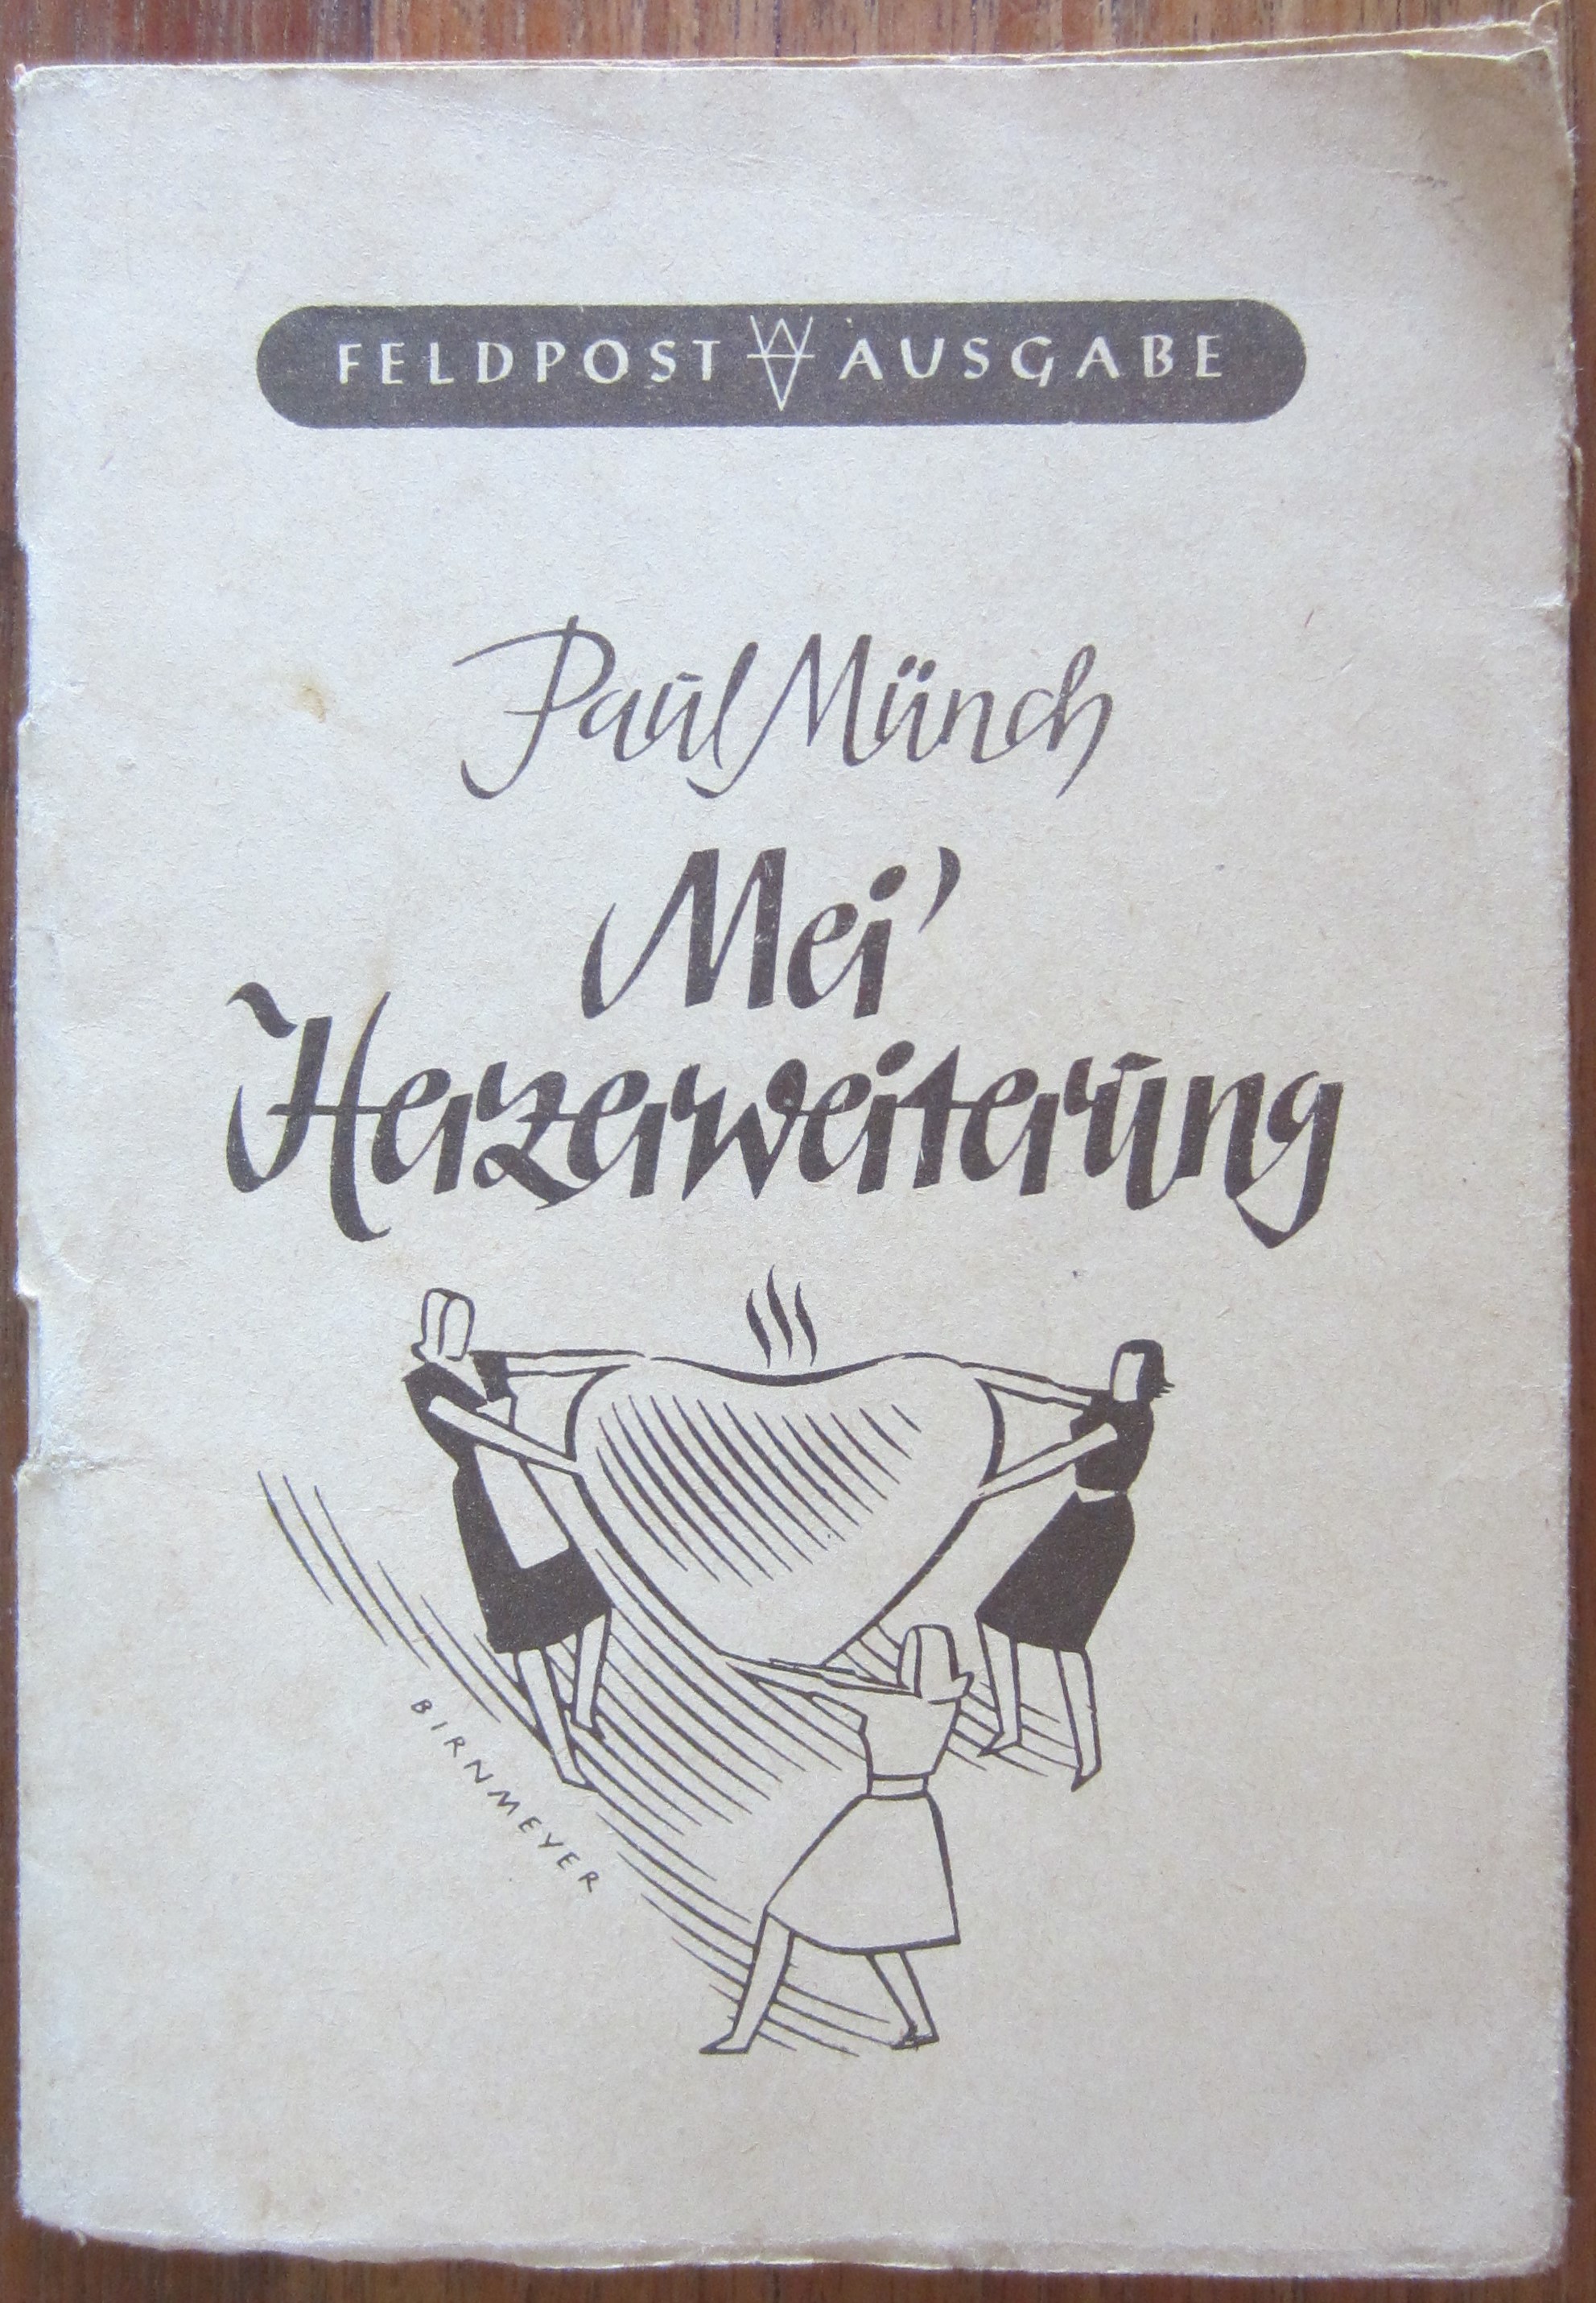 FELDPOST AUSGABE
Paul Münch
Mei'
Herzerweiterung
BIRNMEYER